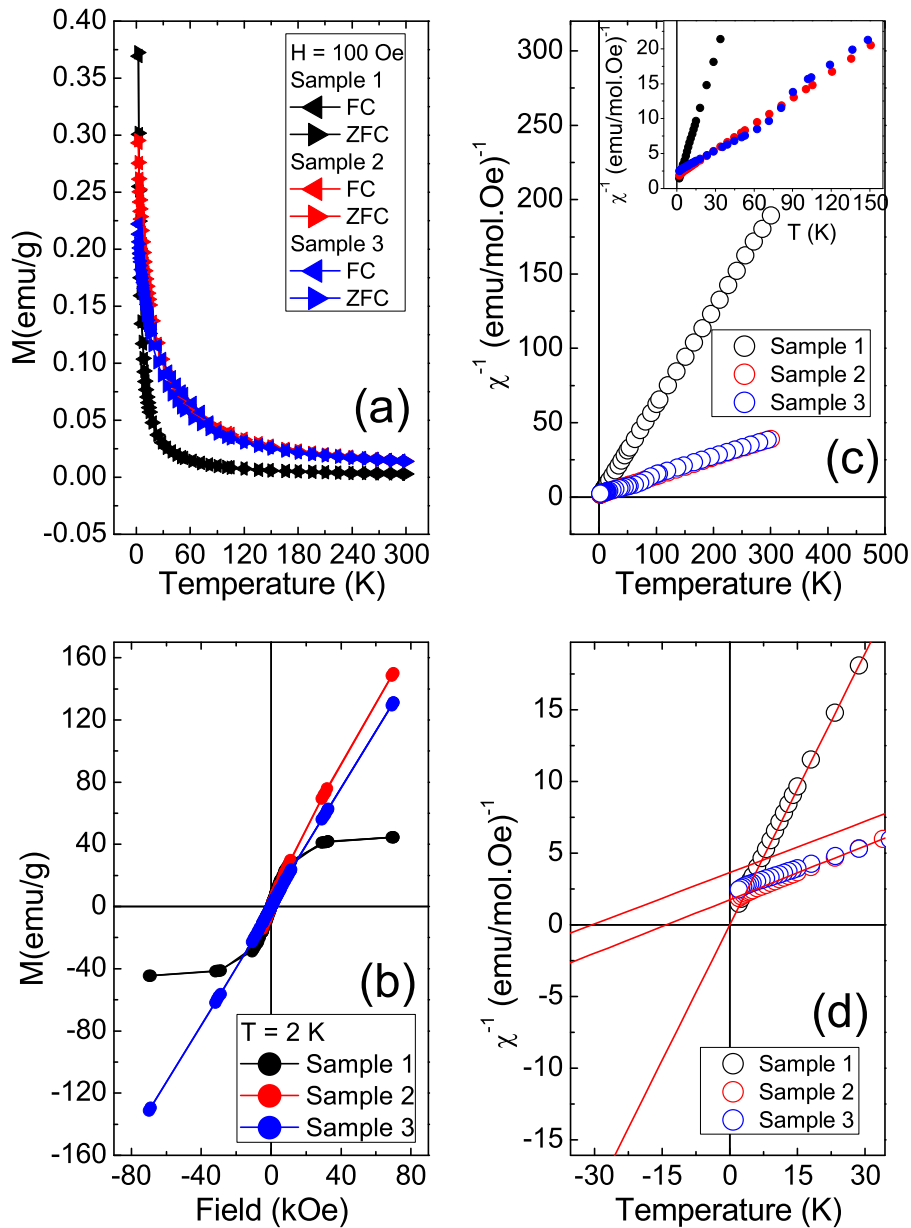 0.40
0.35
0.30
0.25
0.20
0.15
0.10
0.05
0.00
-0.05
M(emu/g)
H = 100 Oe
Sample 1
FC
ZFC
Sample 2
FC
ZFC
Sample 3
FC
ZFC
(a)
0 60 120 180 240 300
Temperature (K)
300
250
200
150
100
50
0
χ⁻¹ (emu/mol.Oe)⁻¹
25
20
15
10
5
0
χ⁻¹ (emu/mol.Oe)⁻¹
0 30 60 90 120 150
T (K)
Sample 1
Sample 2
Sample 3
(c)
0 100 200 300 400 500
Temperature (K)
160
120
80
40
0
-40
-80
-120
-160
M(emu/g)
(b)
T = 2 K
Sample 1
Sample 2
Sample 3
-80 -40 0 40 80
Field (kOe)
15
10
5
0
-5
-10
-15
χ⁻¹ (emu/mol.Oe)⁻¹
(d)
Sample 1
Sample 2
Sample 3
-30 -15 0 15 30
Temperature (K)